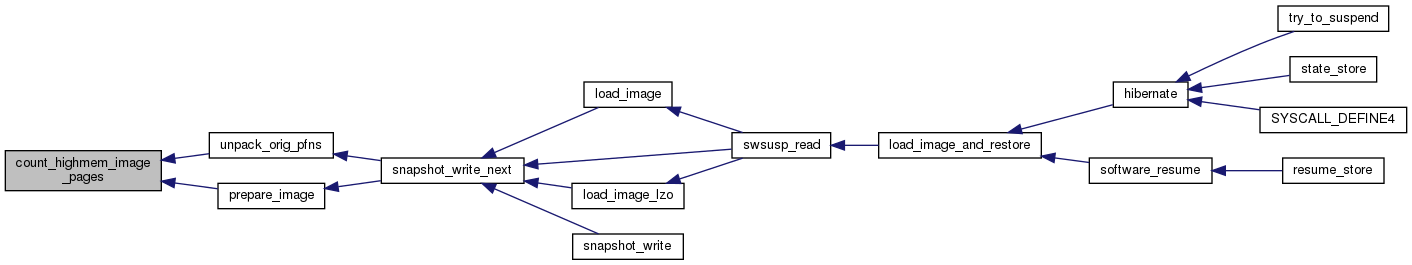 count_highmem_image
_pages
unpack_orig_pfns
prepare_image
snapshot_write_next
load_image
load_image_lzo
snapshot_write
swsusp_read
load_image_and_restore
hibernate
software_resume
try_to_suspend
state_store
SYSCALL_DEFINE4
resume_store